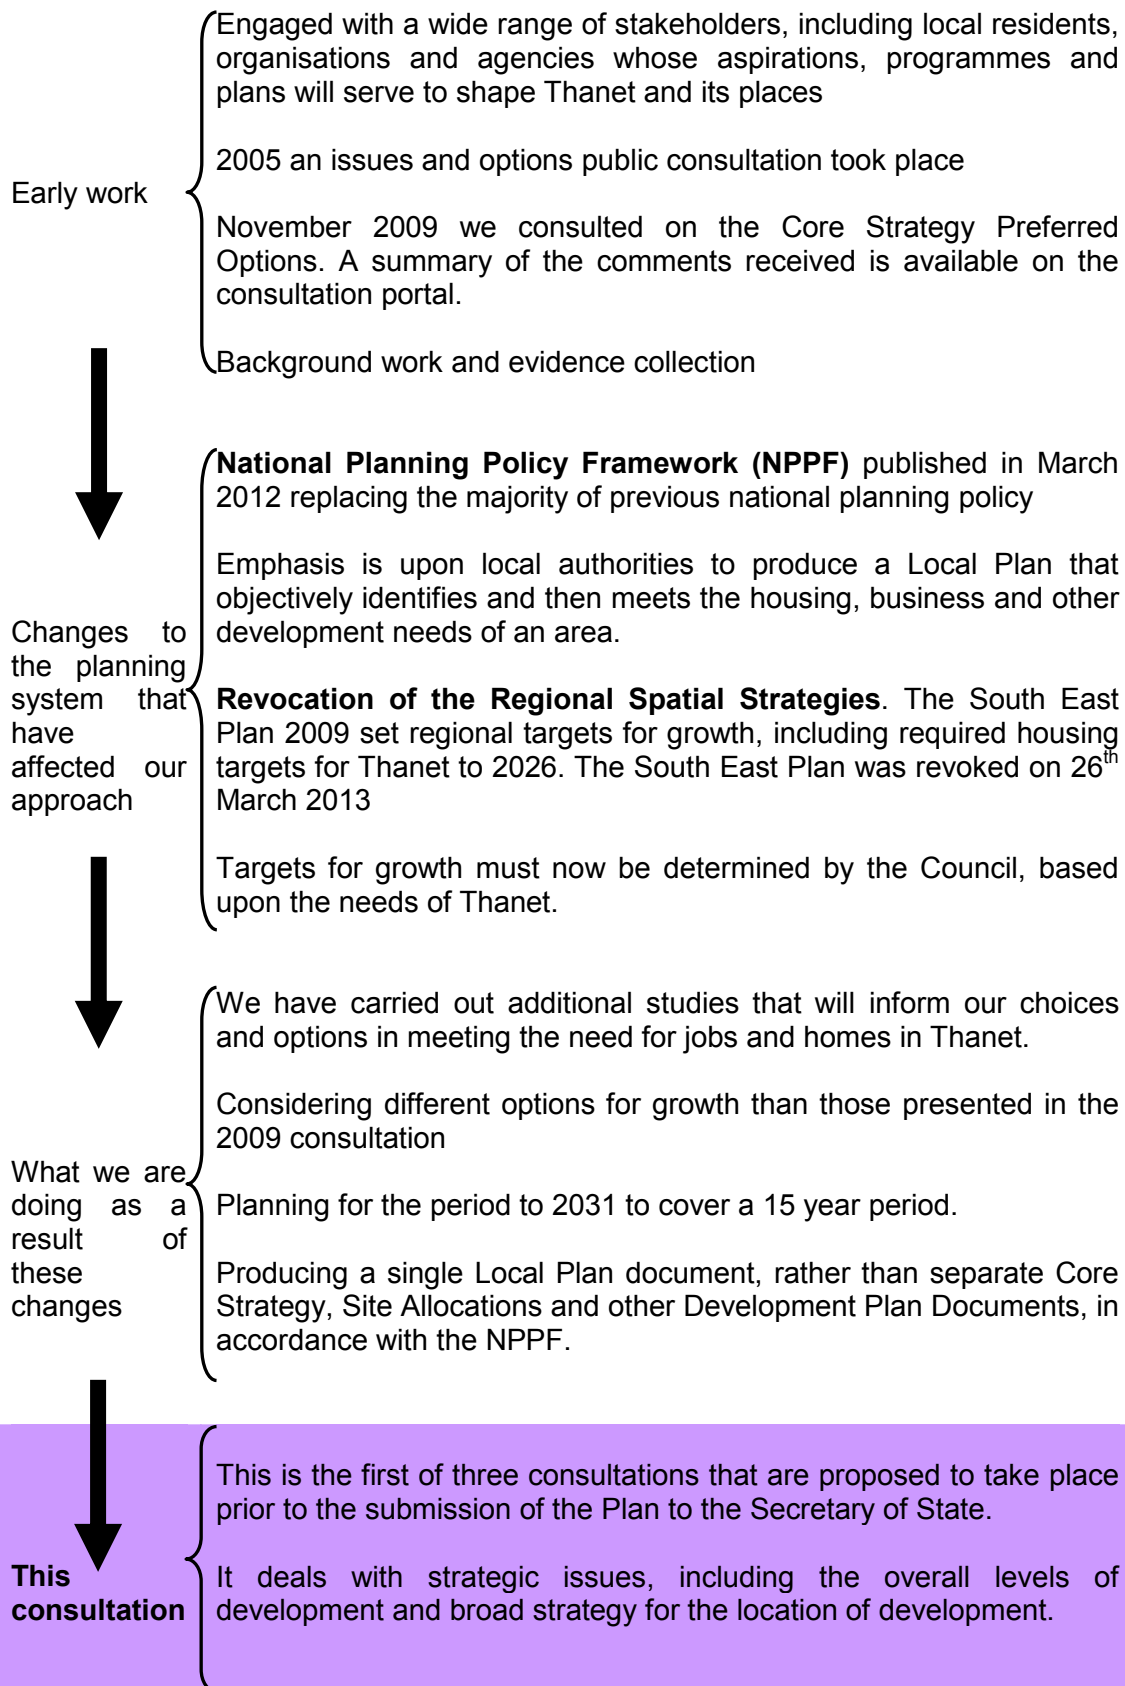 Early work
Engaged with a wide range of stakeholders, including local residents,
organisations and agencies whose aspirations, programmes and
plans will serve to shape Thanet and its places
2005 an issues and options public consultation took place
November 2009 we consulted on the Core Strategy Preferred
Options. A summary of the comments received is available on the
consultation portal.
Background work and evidence collection
Changes to
the planning
system that
have
affected our
approach
National Planning Policy Framework (NPPF) published in March
2012 replacing the majority of previous national planning policy
Emphasis is upon local authorities to produce a Local Plan that
objectively identifies and then meets the housing, business and other
development needs of an area.
Revocation of the Regional Spatial Strategies. The South East
Plan 2009 set regional targets for growth, including required housing
targets for Thanet to 2026. The South East Plan was revoked on 26th
March 2013
Targets for growth must now be determined by the Council, based
upon the needs of Thanet.
What we are
doing as a
result of
these
changes
We have carried out additional studies that will inform our choices
and options in meeting the need for jobs and homes in Thanet.
Considering different options for growth than those presented in the
2009 consultation
Planning for the period to 2031 to cover a 15 year period.
Producing a single Local Plan document, rather than separate Core
Strategy, Site Allocations and other Development Plan Documents, in
accordance with the NPPF.
This
consultation
This is the first of three consultations that are proposed to take place
prior to the submission of the Plan to the Secretary of State.
It deals with strategic issues, including the overall levels of
development and broad strategy for the location of development.